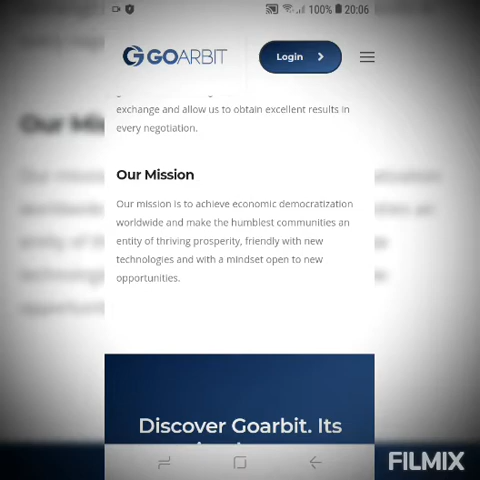 100% 20:06
GOARBIT
Login
exchange and allow us to obtain excellent results in
every negotiation.
Our Mission
Our mission is to achieve economic democratization
worldwide and make the humblest communities an
entity of thriving prosperity, friendly with new
technologies and with a mindset open to new
opportunities.
Discover Goarbit. Its
FILMIX